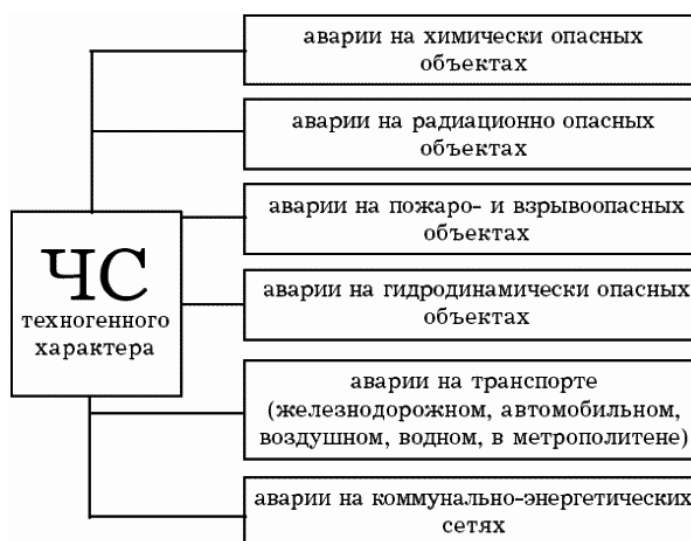 аварии на химически опасных
объектах
аварии на радиационно опасных
объектах
аварии на пожаро- и взрывоопасных
объектах
ЧС
техногенного
характера
аварии на гидродинамически опасных
объектах
аварии на транспорте
(железнодорожном, автомобильном,
воздушном, водном, в метрополитене)
аварии на коммунально-энергетических
сетях